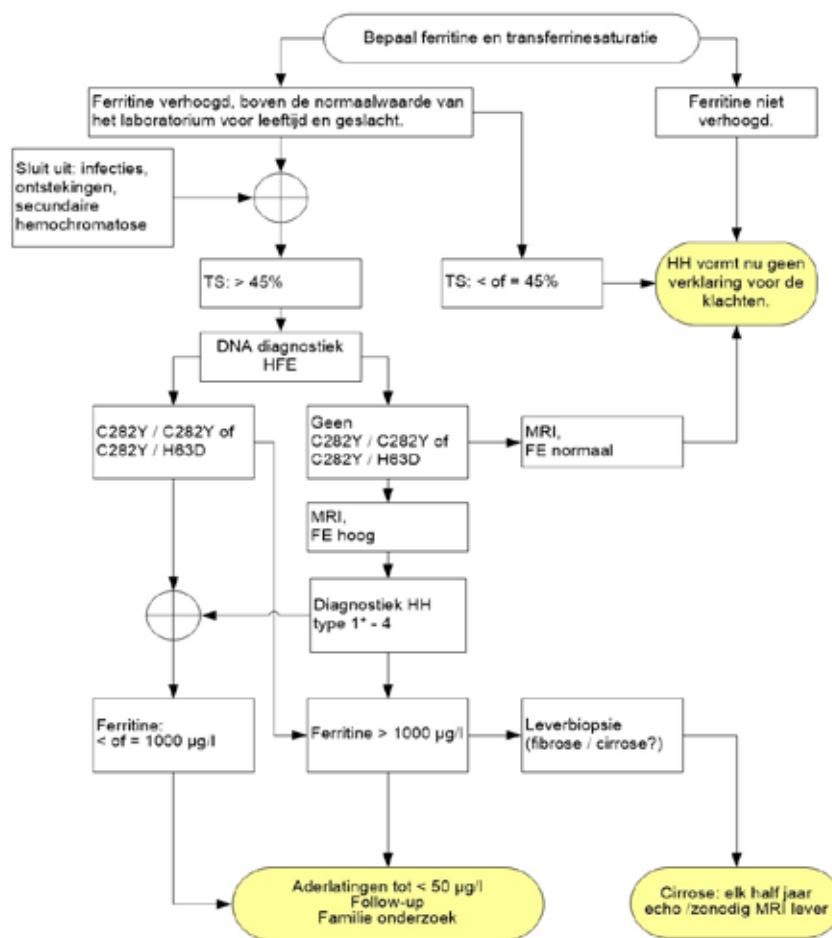 Bepaal ferritine en transferrinesaturatie
Ferritine verhoogd, boven de normaalwaarde van
het laboratorium voor leeftijd en geslacht.
Ferritine niet
verhoogd.
Sluit uit: infecties,
ontstekingen,
secundaire
hemochromatose
TS: > 45%
TS: < of = 45%
HH vormt nu geen
verklaring voor de
klachten.
DNA diagnostiek
HFE
C282Y / C282Y of
C282Y / H63D
Geen
C282Y / C282Y of
C282Y / H63D
MRI,
FE normaal
MRI,
FE hoog
Diagnostiek HH
type 1* - 4
Ferritine:
< of = 1000 µg/l
Ferritine > 1000 µg/l
Leverbiopsie
(fibrose / cirrose?)
Aderlatingen tot < 50 µg/l
Follow-up
Familie onderzoek
Cirrose: elk half jaar
echo /zonodig MRI lever